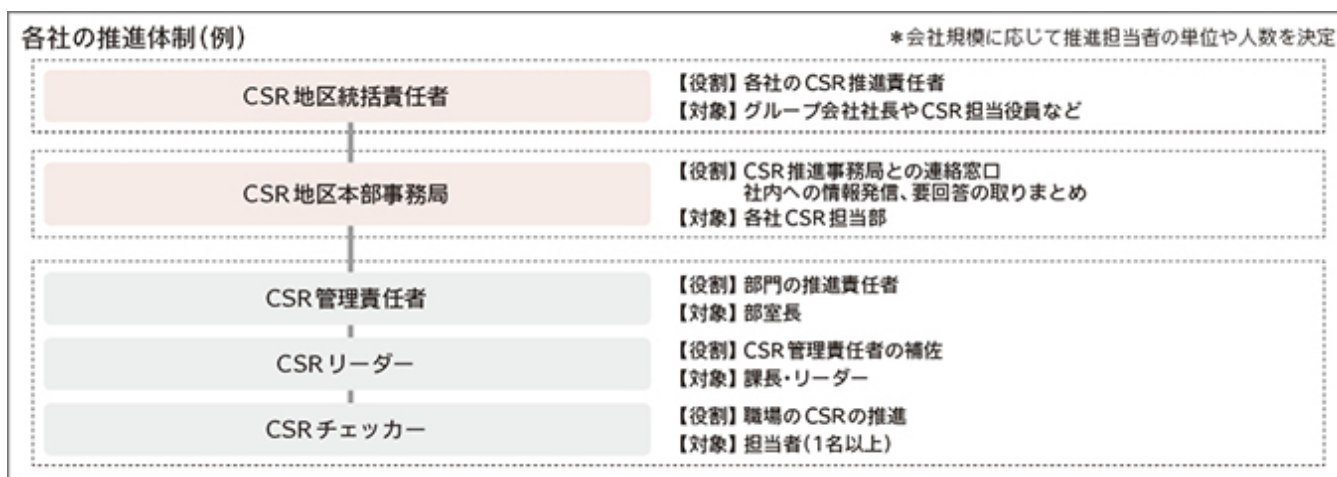 各社の推進体制(例)
*会社規模に応じて推進担当者の単位や人数を決定
CSR地区統括責任者
【役割】各社のCSR推進責任者
【対象】グループ会社社長やCSR担当役員など
CSR地区本部事務局
【役割】CSR推進事務局との連絡窓口
社内への情報発信、要回答の取りまとめ
【対象】各社CSR担当部
CSR管理責任者
【役割】部門の推進責任者
【対象】部室長
CSRリーダー
【役割】CSR管理責任者の補佐
【対象】課長・リーダー
CSRチェッカー
【役割】職場のCSRの推進
【対象】担当者(1名以上)